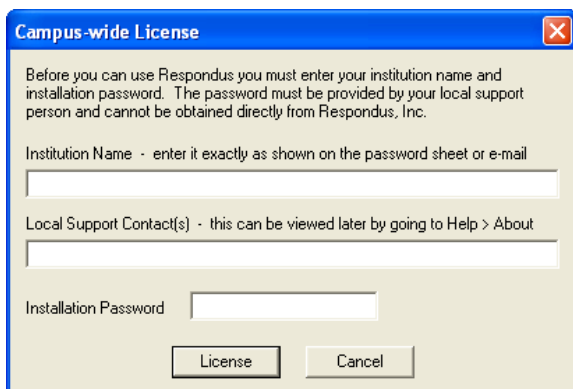 Campus-wide License
Before you can use Respondus you must enter your institution name and
installation password. The password must be provided by your local support
person and cannot be obtained directly from Respondus, Inc.
Institution Name - enter it exactly as shown on the password sheet or e-mail
Local Support Contact(s) - this can be viewed later by going to Help > About
Installation Password
License Cancel